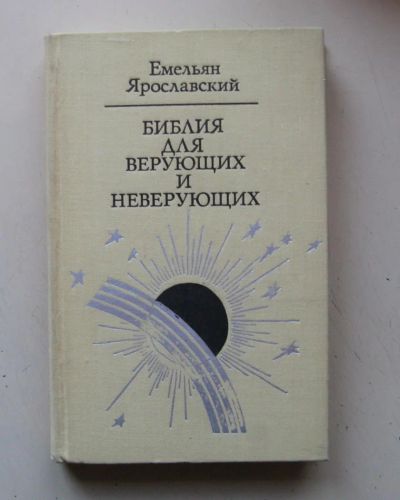 Емельян
Ярославский
БИБЛИЯ
ДЛЯ
ВЕРУЮЩИХ
И
НЕВЕРУЮЩИХ